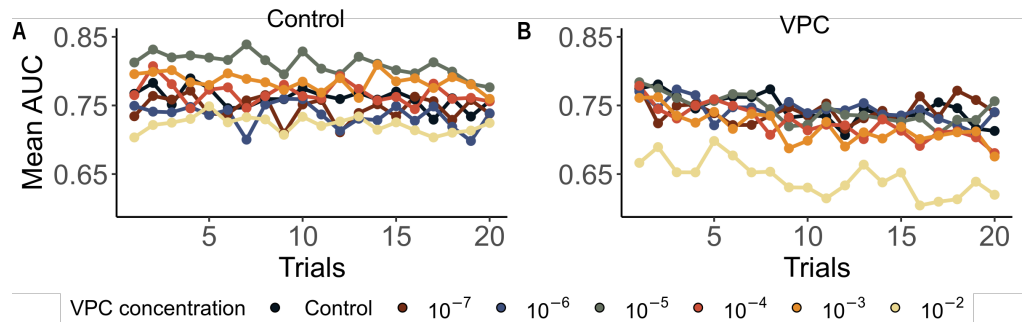 A Control B VPC
0.85 0.85
0.75 0.75
0.65 0.65
Mean AUC
5 10 15 20 5 10 15 20
Trials Trials
VPC concentration Control 10⁻⁷ 10⁻⁶ 10⁻⁵ 10⁻⁴ 10⁻³ 10⁻²